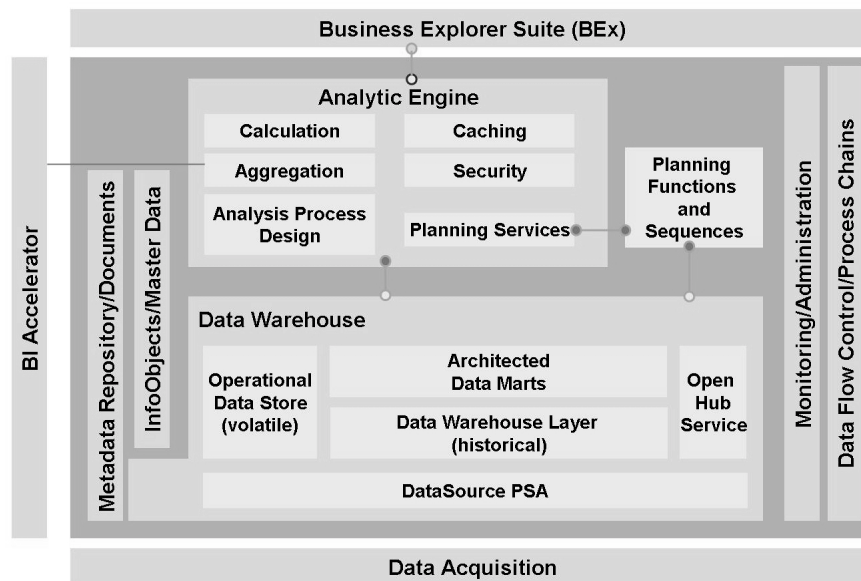 Business Explorer Suite (BEx)
BI Accelerator
Metadata Repository/Documents
InfoObjects/Master Data
Analytic Engine
Calculation
Caching
Aggregation
Security
Analysis Process
Design
Planning Services
Planning
Functions
and
Sequences
Data Warehouse
Operational
Data Store
(volatile)
Architected
Data Marts
Data Warehouse Layer
(historical)
Open
Hub
Service
DataSource PSA
Monitoring/Administration
Data Flow Control/Process Chains
Data Acquisition